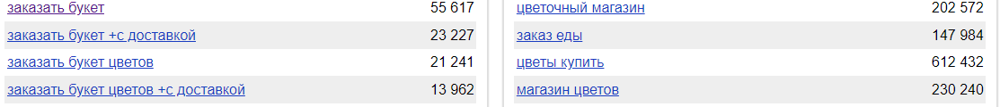 заказать букет 55 617
заказать букет +с доставкой 23 227
заказать букет цветов 21 241
заказать букет цветов +с доставкой 13 962
цветочный магазин 202 572
заказ еды 147 984
цветы купить 612 432
магазин цветов 230 240